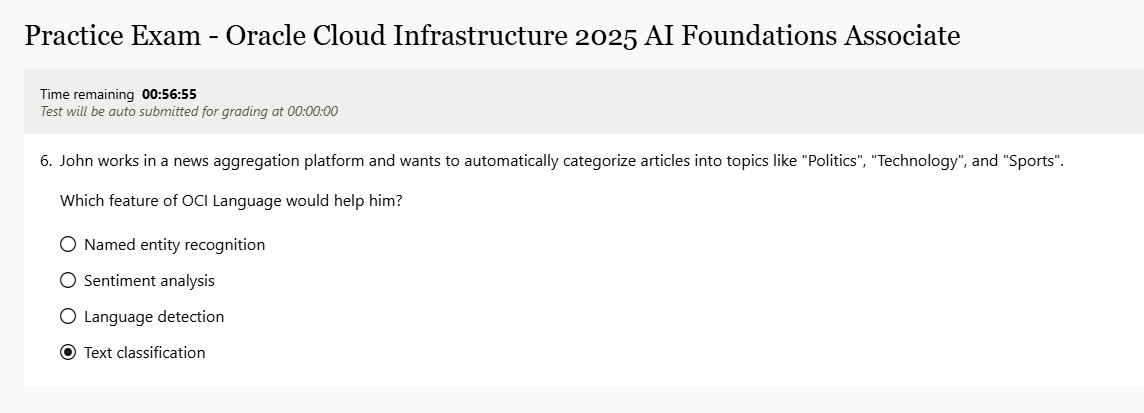 Practice Exam - Oracle Cloud Infrastructure 2025 AI Foundations Associate
Time remaining 00:56:55
Test will be auto submitted for grading at 00:00:00
6. John works in a news aggregation platform and wants to automatically categorize articles into topics like "Politics", "Technology", and "Sports".
Which feature of OCI Language would help him?
Named entity recognition
Sentiment analysis
Language detection
Text classification